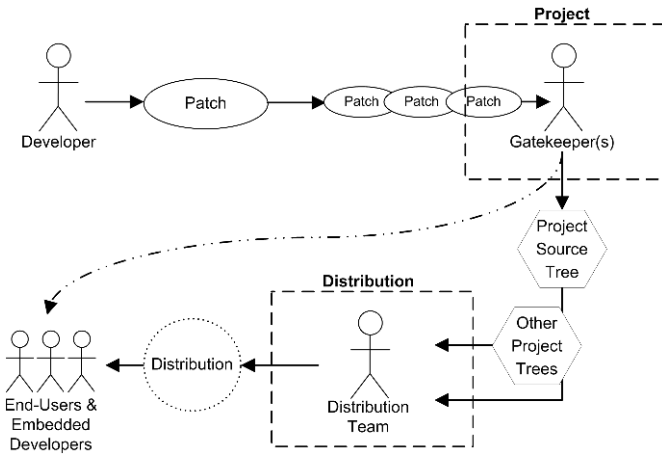 Project
Patch
Patch
Patch
Patch
Developer
Gatekeeper(s)
Project
Source
Tree
Distribution
Other
Project
Trees
Distribution
End-Users &
Embedded
Developers
Distribution
Team